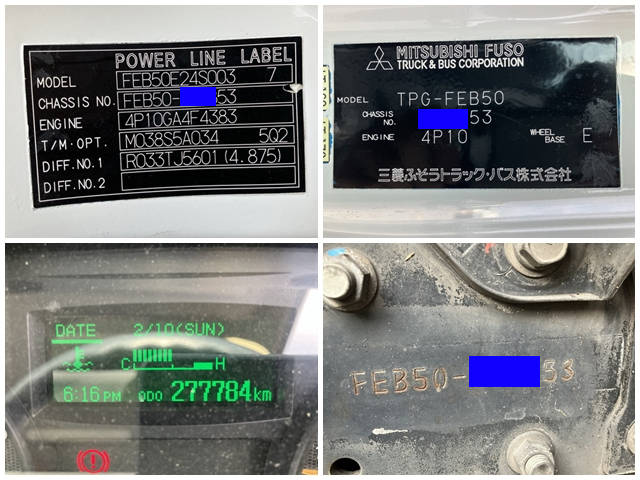 POWER LINE LABEL
MODEL FEB50E24S003 7
CHASSIS NO. FEB50- 53
ENGINE 4P10GA4F4383
T/M. OPT. M038S5A034 5Q2
DIFF. NO. 1 R033TJ5601 (4.875)
DIFF. NO. 2
MITSUBISHI FUSO
TRUCK & BUS CORPORATION
MODEL TPG-FEB50
CHASSIS NO. 53
ENGINE 4P10 WHEEL BASE E
三菱ふそうトラック・バス株式会社
DATE 2/10(SUN)
C H
6:16 PM ODO 277784 km
FEB50- 53